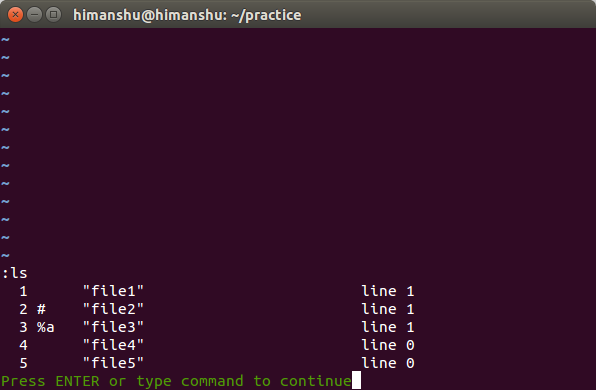 himanshu@himanshu: ~/practice
~
~
~
~
~
~
~
~
~
~
~
~
~
:ls
  1      "file1"                        line 1
  2 #    "file2"                        line 1
  3 %a   "file3"                        line 1
  4      "file4"                        line 0
  5      "file5"                        line 0
Press ENTER or type command to continue